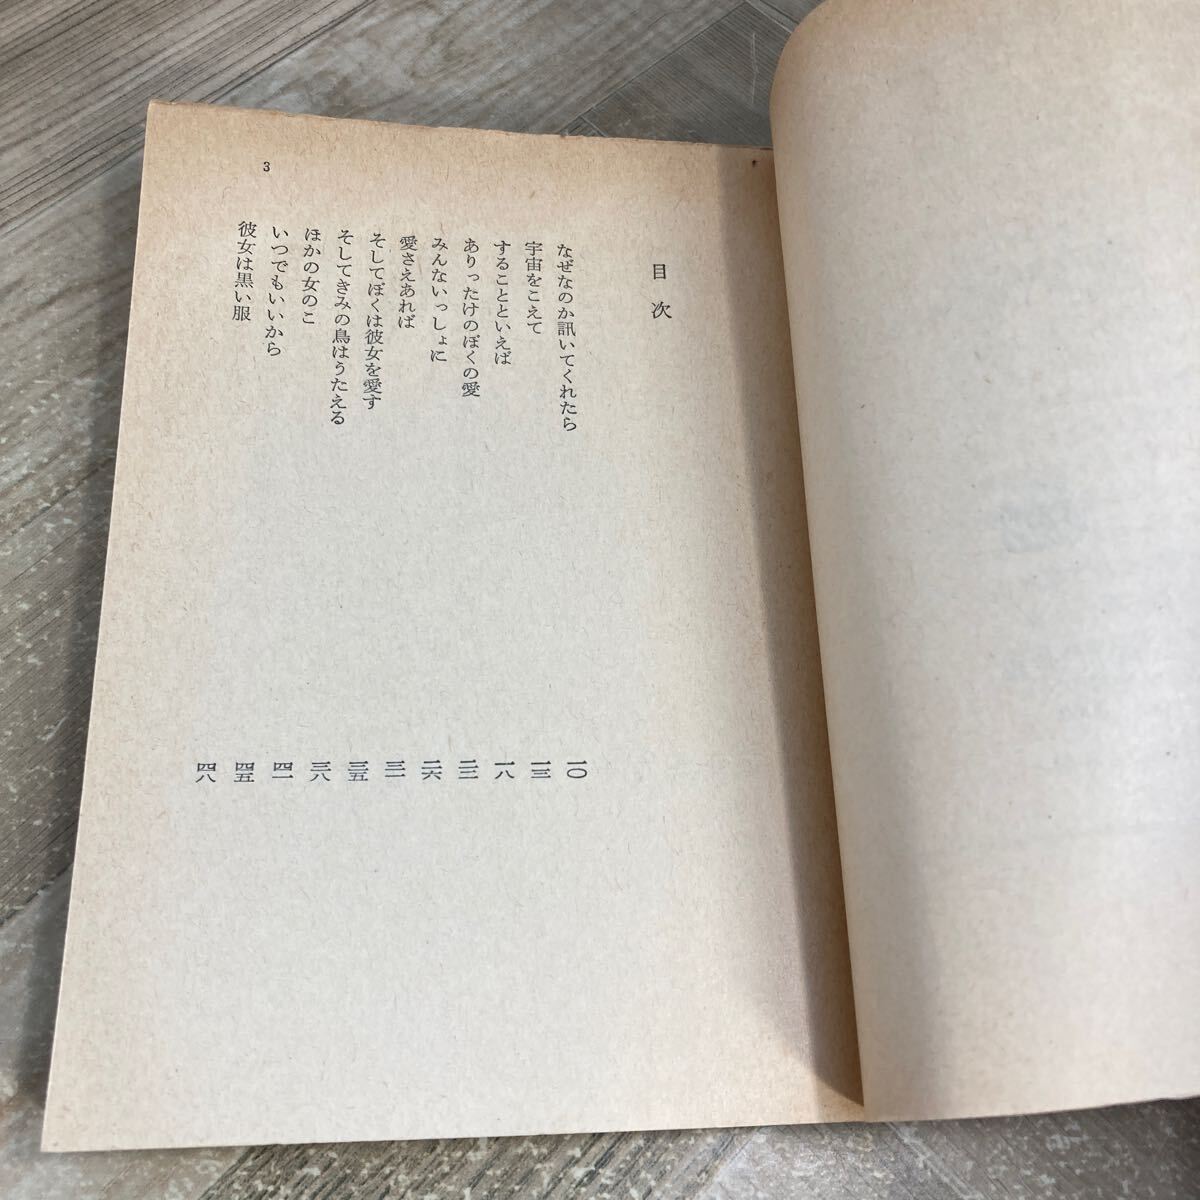 3
目次
なぜなのか訊いてくれたら 一〇
宇宙をこえて 一三
することといえば 一八
ありったけのぼくの愛 二二
みんないっしょに 二六
愛さえあれば 三一
そしてぼくは彼女を愛す 三五
そしてきみの鳥はうたえる 三八
ほかの女のこ 四一
いつでもいいから 四五
彼女は黒い服 四八